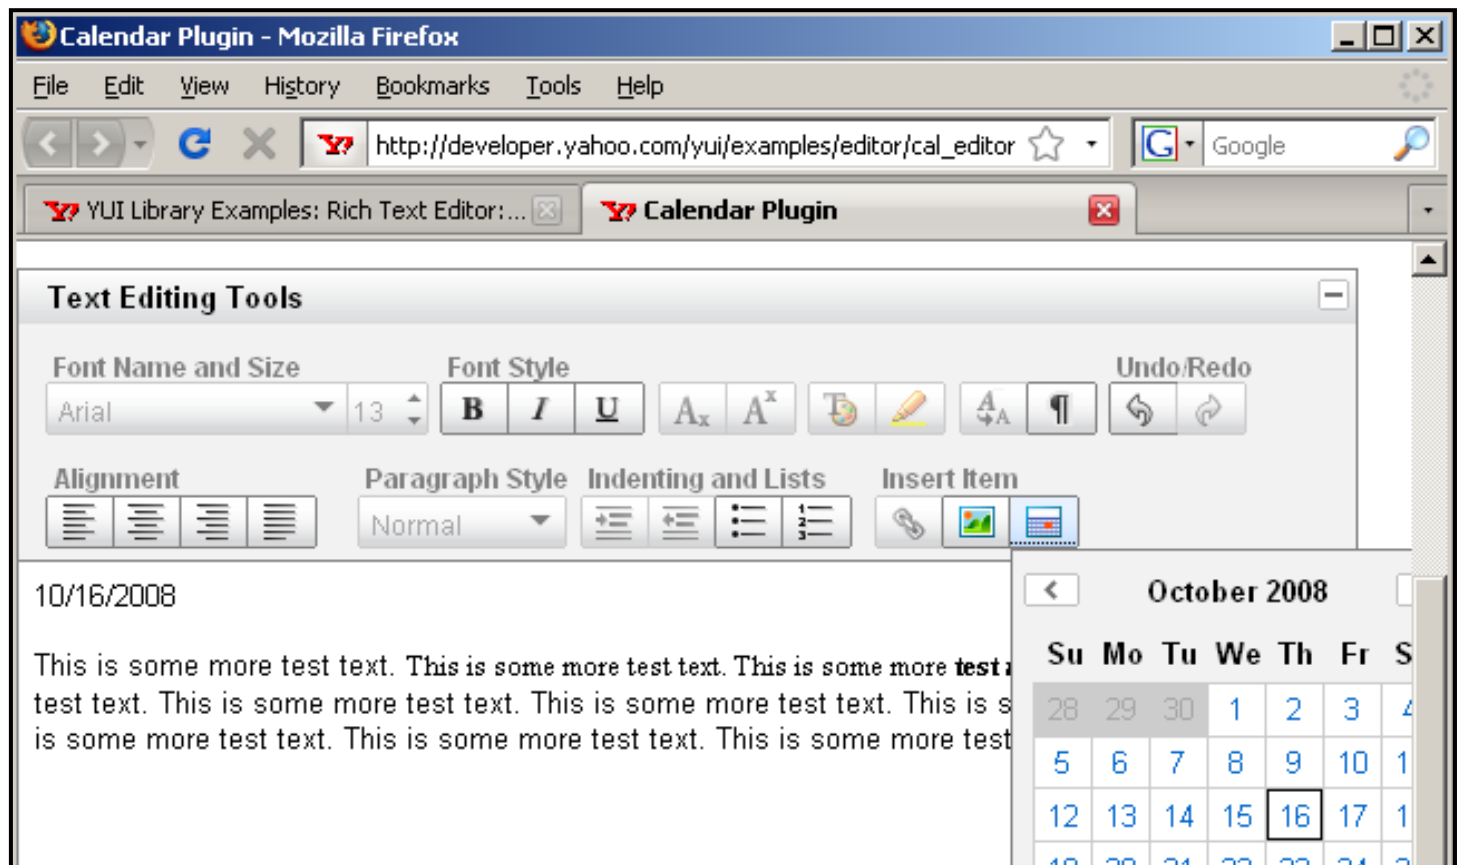 Calendar Plugin - Mozilla Firefox
File Edit View History Bookmarks Tools Help
http://developer.yahoo.com/yui/examples/editor/cal_editor Google
YUI Library Examples: Rich Text Editor:... Calendar Plugin
Text Editing Tools
Font Name and Size Font Style Undo/Redo
Arial 13 B I U
Alignment Paragraph Style Indenting and Lists Insert Item
Normal
10/16/2008
This is some more test text. This is some more test text. This is some more test
test text. This is some more test text. This is some more test text. This is s
is some more test text. This is some more test text. This is some more test
October 2008
Su Mo Tu We Th Fr S
28 29 30 1 2 3 4
5 6 7 8 9 10 1
12 13 14 15 16 17 1